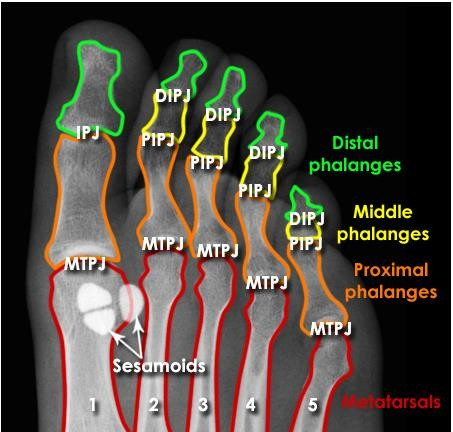 DIPJ
DIPJ
IPJ
PIPJ
DIPJ
Distal
phalanges
PIPJ
PIPJ
DIPJ
Middle
phalanges
PIPJ
MTPJ
MTPJ
MTPJ
Proximal
phalanges
MTPJ
MTPJ
Sesamoids
1 2 3 4 5
Metatarsals